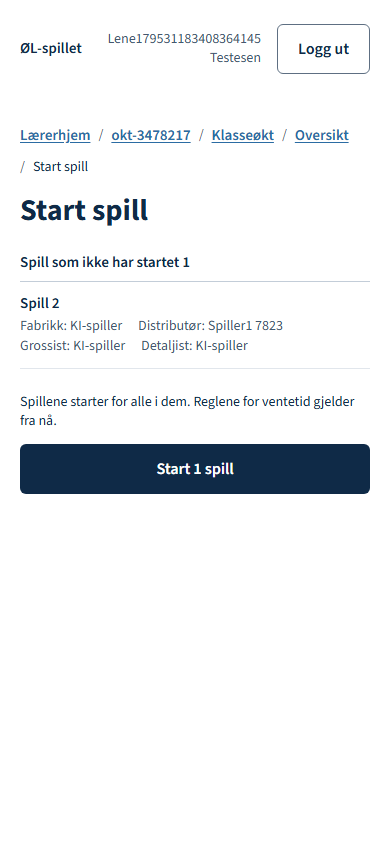 ØL-spillet
Lene179531183408364145
Testesen
Logg ut
Lærerhjem / okt-3478217 / Klasseøkt / Oversikt
/ Start spill
Start spill
Spill som ikke har startet 1
Spill 2
Fabrikk: KI-spiller Distributør: Spiller1 7823
Grossist: KI-spiller Detaljist: KI-spiller
Spillene starter for alle i dem. Reglene for ventetid gjelder
fra nå.
Start 1 spill